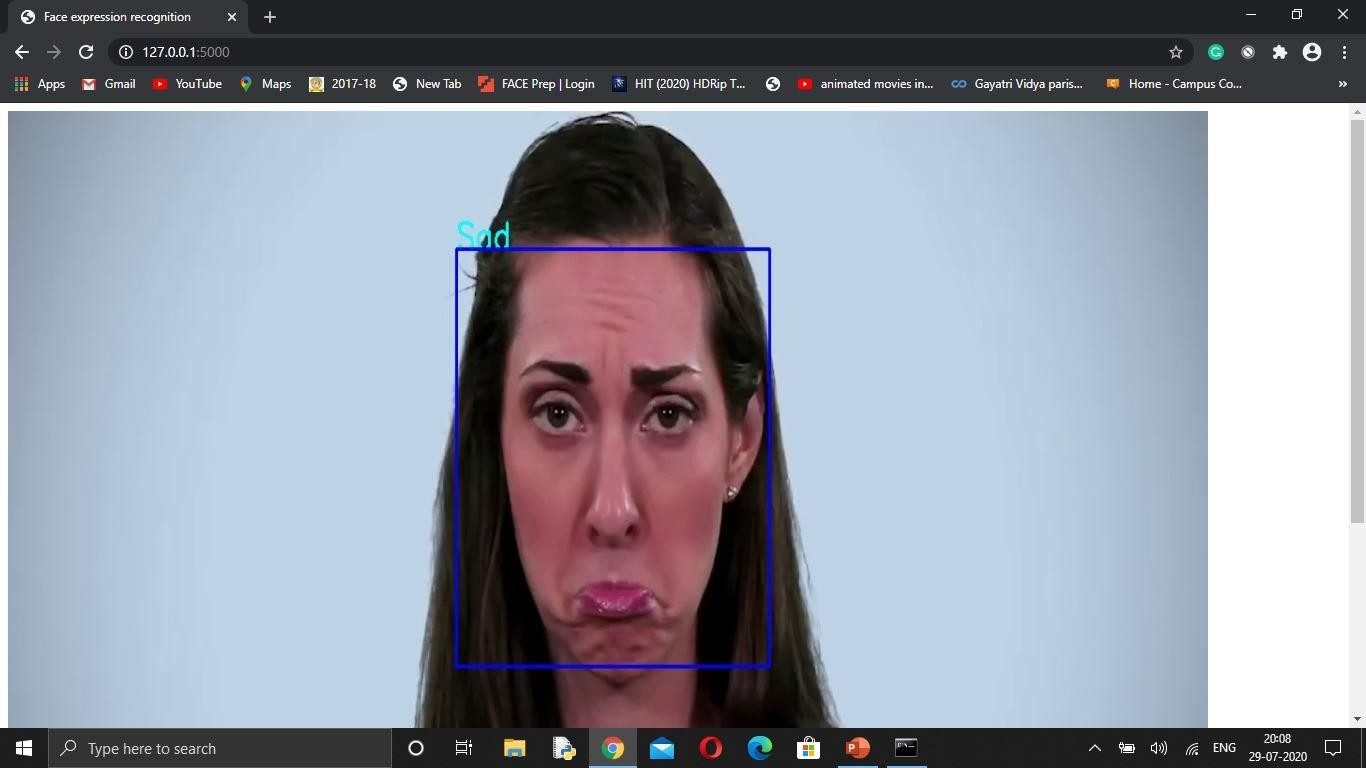 Face expression recognition
127.0.0.1:5000
Apps Gmail YouTube Maps 2017-18 New Tab FACE Prep | Login HIT (2020) HDRip T... animated movies in... Gayatri Vidya paris... Home - Campus Co... »
Sad
Type here to search
ENG
20:08
29-07-2020